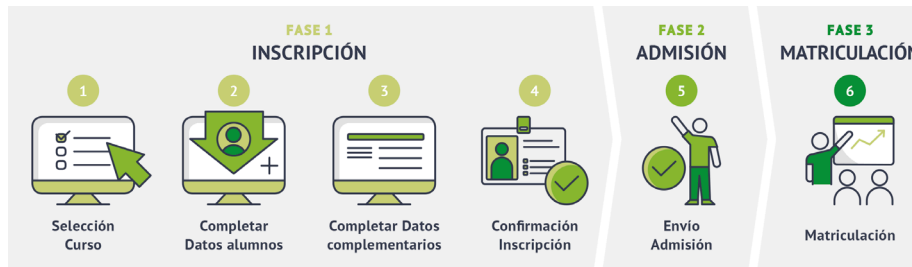 FASE 1
INSCRIPCIÓN
1
Selección
Curso
2
Completar
Datos alumnos
3
Completar Datos
complementarios
4
Confirmación
Inscripción
FASE 2
ADMISIÓN
5
Envío
Admisión
FASE 3
MATRICULACIÓN
6
Matriculación